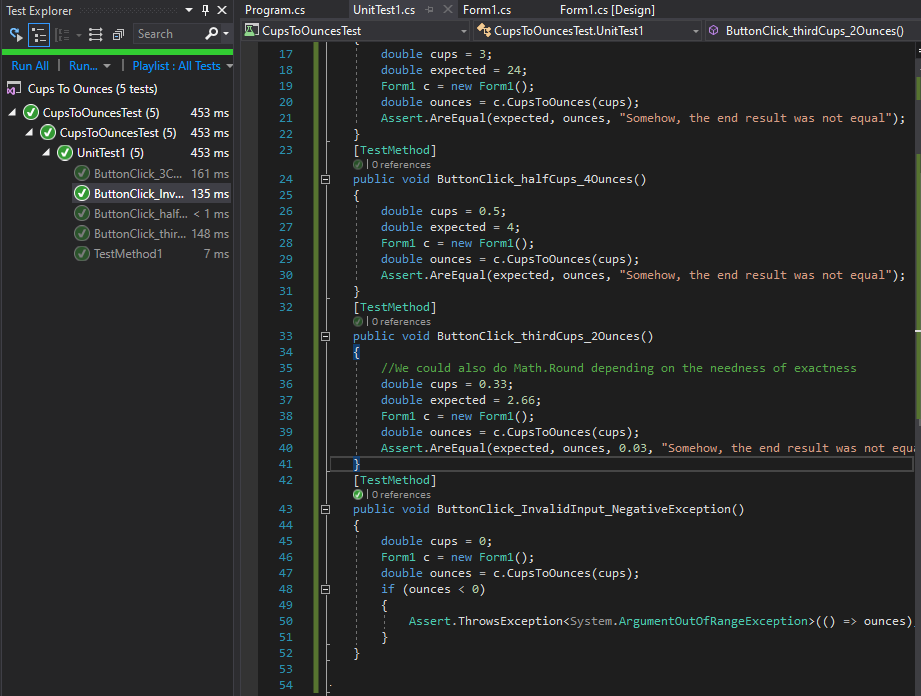 Test Explorer
Search
Run All | Run... | Playlist : All Tests
Cups To Ounces (5 tests)
CupsToOuncesTest (5) 453 ms
CupsToOuncesTest (5) 453 ms
UnitTest1 (5) 453 ms
ButtonClick_3C... 161 ms
ButtonClick_Inv... 135 ms
ButtonClick_half... < 1 ms
ButtonClick_thir... 148 ms
TestMethod1 7 ms
Program.cs UnitTest1.cs Form1.cs Form1.cs [Design]
CupsToOuncesTest CupsToOuncesTest.UnitTest1 ButtonClick_thirdCups_2Ounces()
17 double cups = 3;
18 double expected = 24;
19 Form1 c = new Form1();
20 double ounces = c.CupsToOunces(cups);
21 Assert.AreEqual(expected, ounces, "Somehow, the end result was not equal");
22 }
23 [TestMethod]
| 0 references
24 public void ButtonClick_halfCups_4Ounces()
25 {
26 double cups = 0.5;
27 double expected = 4;
28 Form1 c = new Form1();
29 double ounces = c.CupsToOunces(cups);
30 Assert.AreEqual(expected, ounces, "Somehow, the end result was not equal");
31 }
32 [TestMethod]
| 0 references
33 public void ButtonClick_thirdCups_2Ounces()
34 {
35 //We could also do Math.Round depending on the needness of exactness
36 double cups = 0.33;
37 double expected = 2.66;
38 Form1 c = new Form1();
39 double ounces = c.CupsToOunces(cups);
40 Assert.AreEqual(expected, ounces, 0.03, "Somehow, the end result was not equa
41 }
42 [TestMethod]
| 0 references
43 public void ButtonClick_InvalidInput_NegativeException()
44 {
45 double cups = 0;
46 Form1 c = new Form1();
47 double ounces = c.CupsToOunces(cups);
48 if (ounces < 0)
49 {
50 Assert.ThrowsException<System.ArgumentOutOfRangeException>(() => ounces)
51 }
52 }
53
54